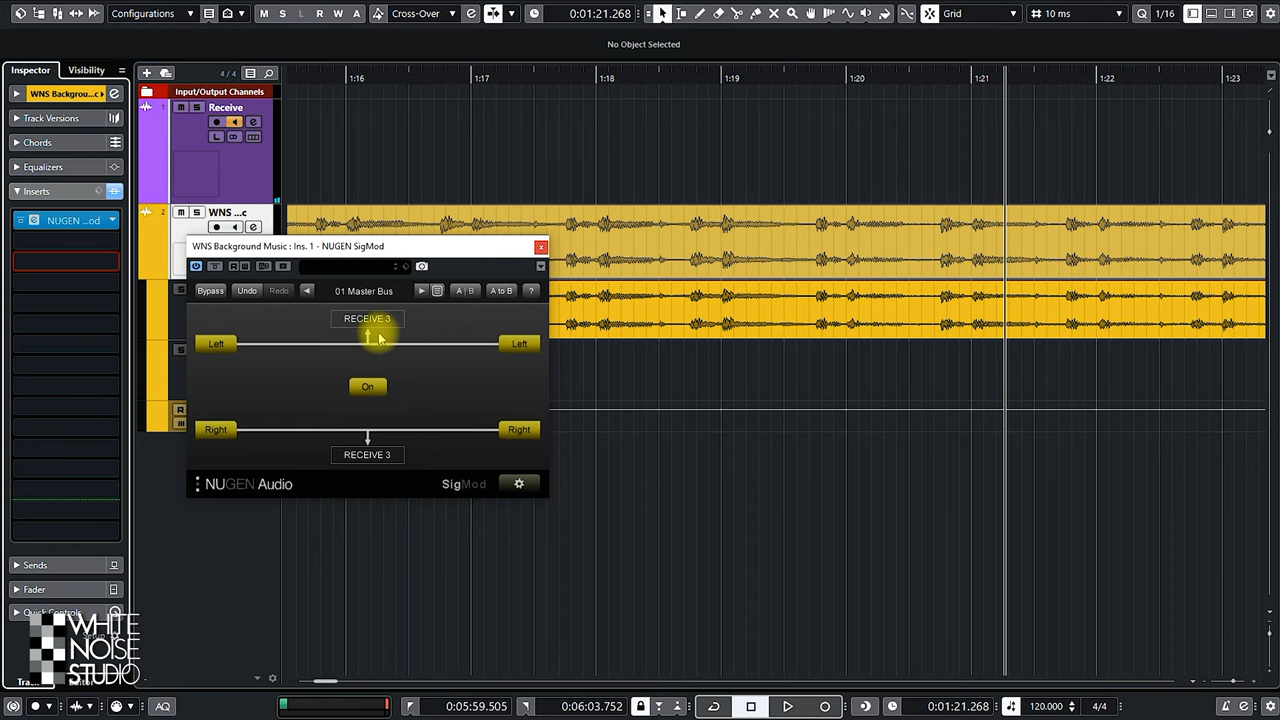 Configurations
M S L R W A
Cross-Over
0:01:21.268
Grid
10 ms
1/16
No Object Selected
Inspector
Visibility
4 / 4
1:16
1:17
1:18
1:19
1:20
1:21
1:22
1:23
WNS Backgrou...c
Input/Output Channels
1
M S
Receive
Track Versions
Chords
Equalizers
Inserts
NUGEN ...od
2
M S
WNS ...c
WNS Background Music : Ins. 1 - NUGEN SigMod
Bypass
Undo
Redo
01 Master Bus
A | B
A to B
?
RECEIVE 3
Left
Left
On
Right
Right
RECEIVE 3
NUGEN Audio
SigMod
Sends
Fader
Quick Controls
WHITE
NOISE
STUDIO
AQ
0:05:59.505
0:06:03.752
0:01:21.268
120.000
4/4